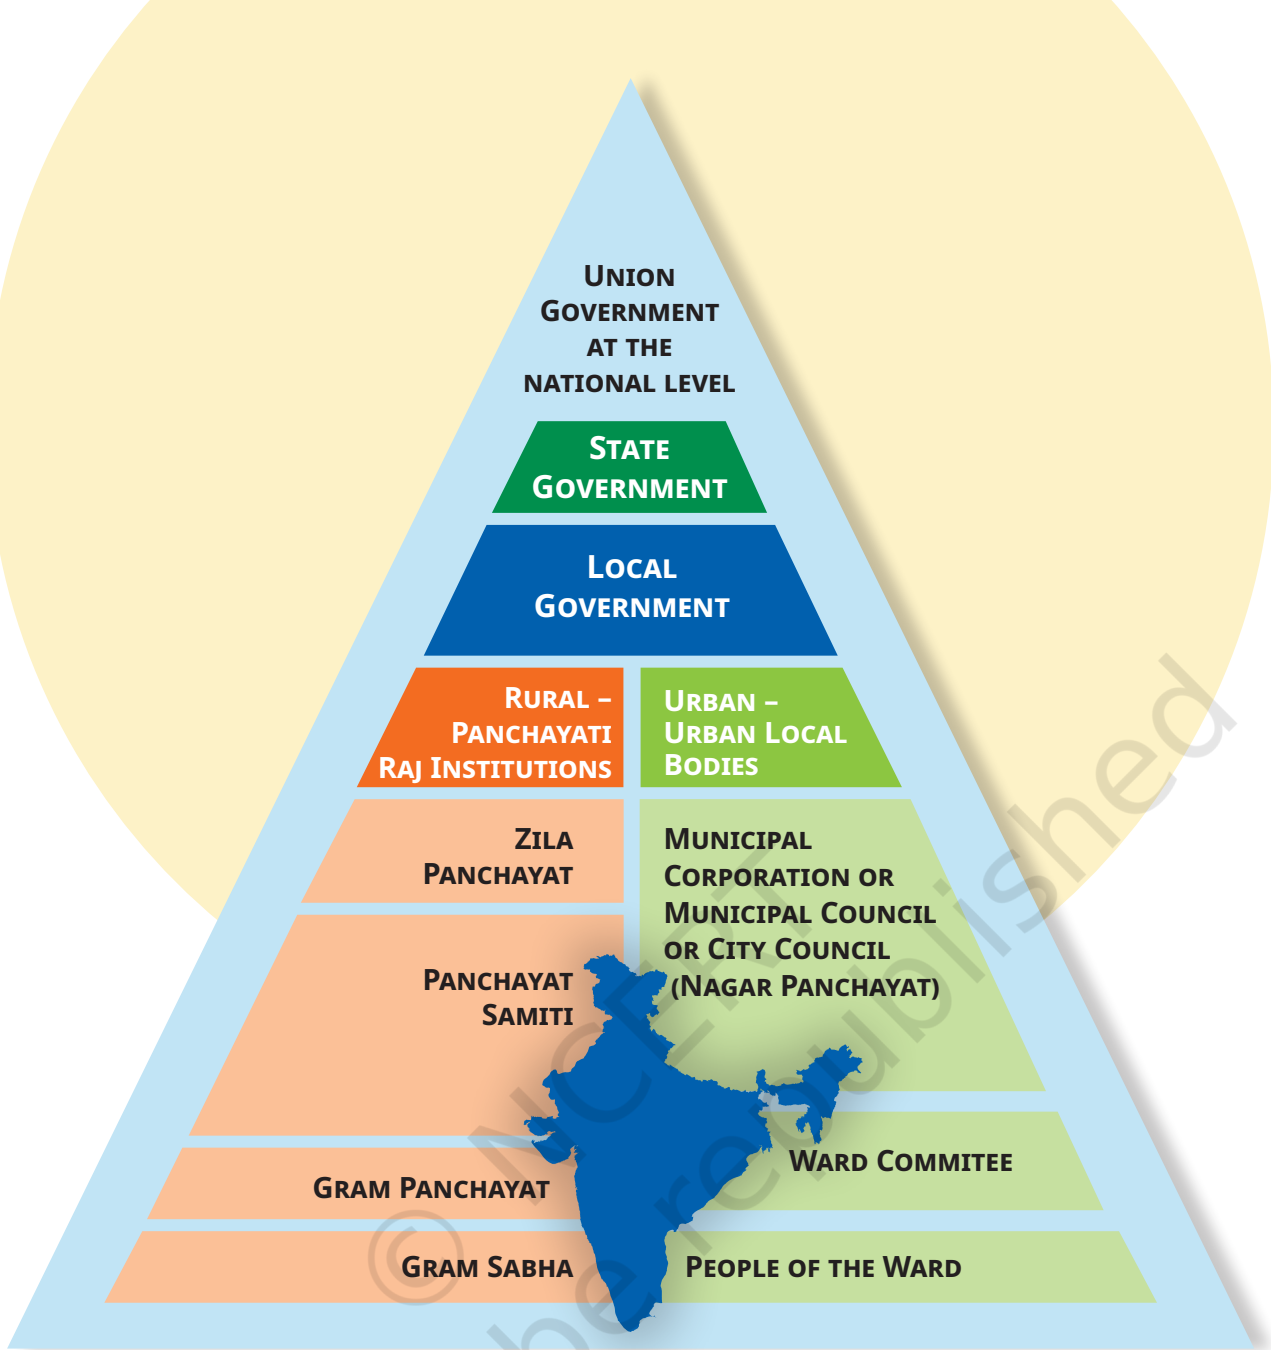 Union
Government
at the
national level
State
Government
Local
Government
Rural –
Panchayati
Raj Institutions
Urban –
Urban Local
Bodies
Zila
Panchayat
Panchayat
Samiti
Gram Panchayat
Gram Sabha
Municipal
Corporation or
Municipal Council
or City Council
(Nagar Panchayat)
Ward Commitee
People of the Ward
© NCERT
be republished